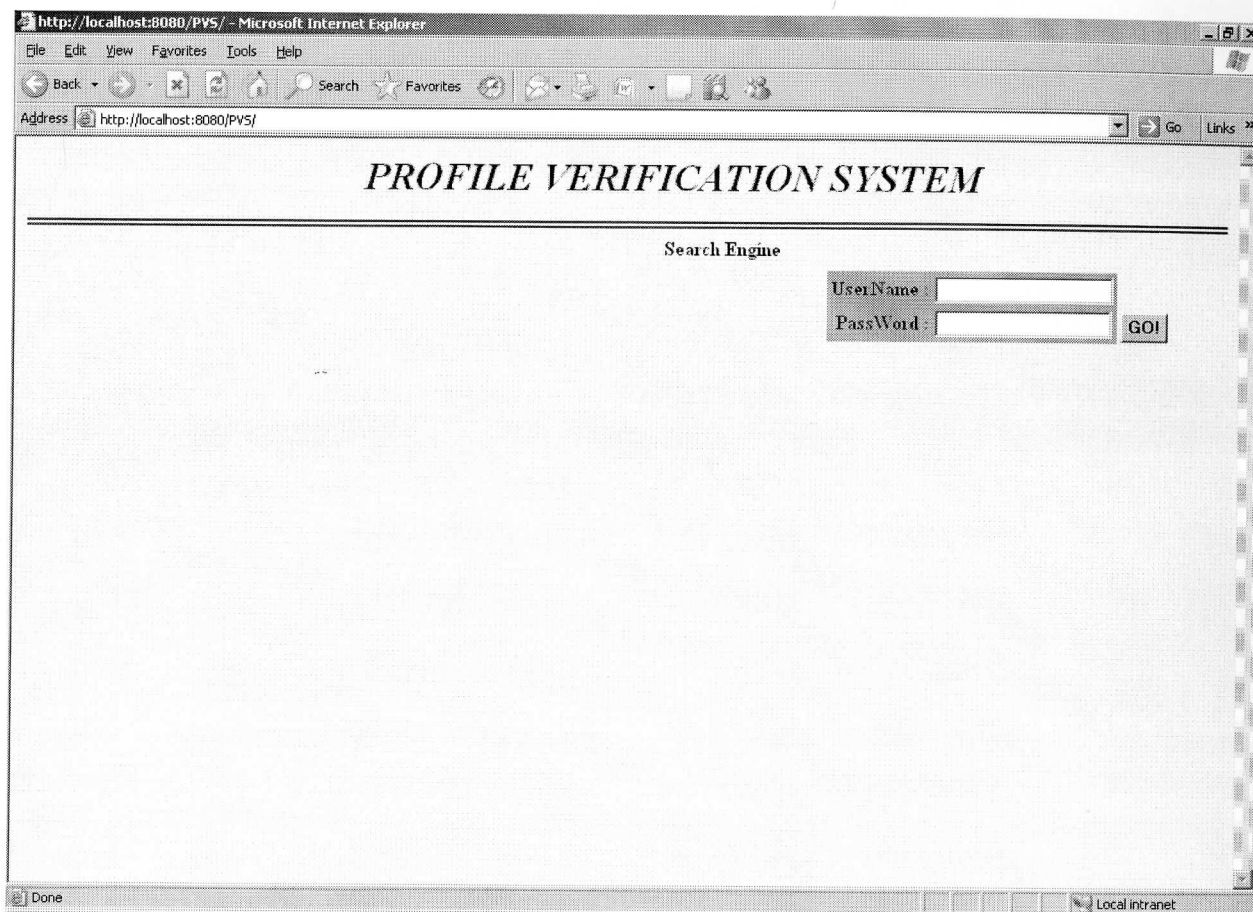 http://localhost:8080/PVS/ - Microsoft Internet Explorer
File Edit View Favorites Tools Help
Back Search Favorites
Address http://localhost:8080/PVS/ Go Links »
PROFILE VERIFICATION SYSTEM
Search Engine
UserName :
PassWord : GO!
Done Local intranet